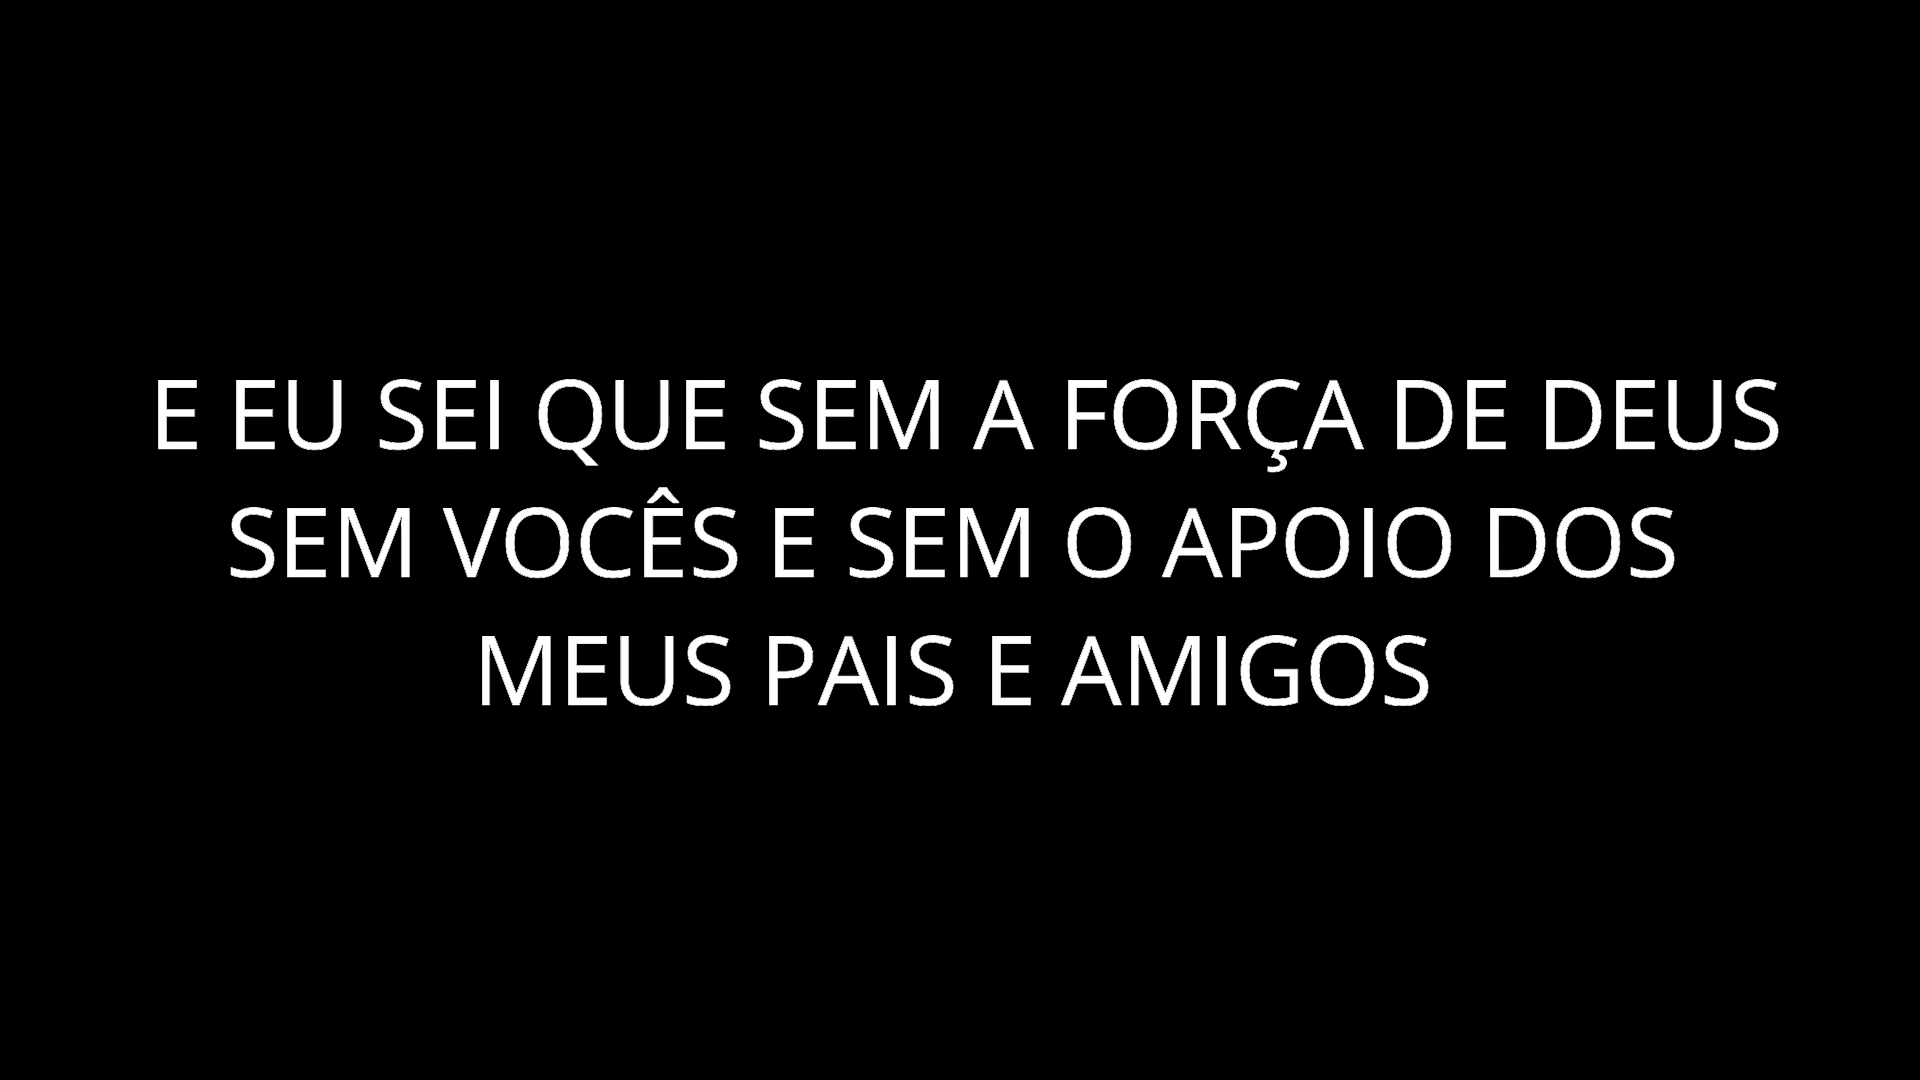 E EU SEI QUE SEM A FORÇA DE DEUS
SEM VOCÊS E SEM O APOIO DOS
MEUS PAIS E AMIGOS